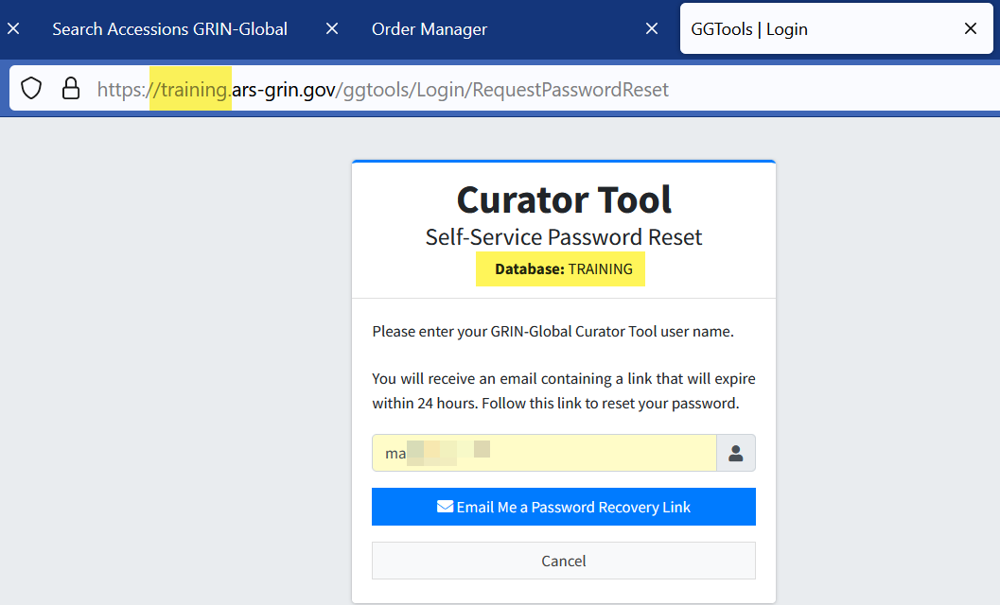 Search Accessions GRIN-Global
Order Manager
GGTools | Login
https://training.ars-grin.gov/ggtools/Login/RequestPasswordReset
Curator Tool
Self-Service Password Reset
Database: TRAINING
Please enter your GRIN-Global Curator Tool user name.
You will receive an email containing a link that will expire
within 24 hours. Follow this link to reset your password.
ma
Email Me a Password Recovery Link
Cancel